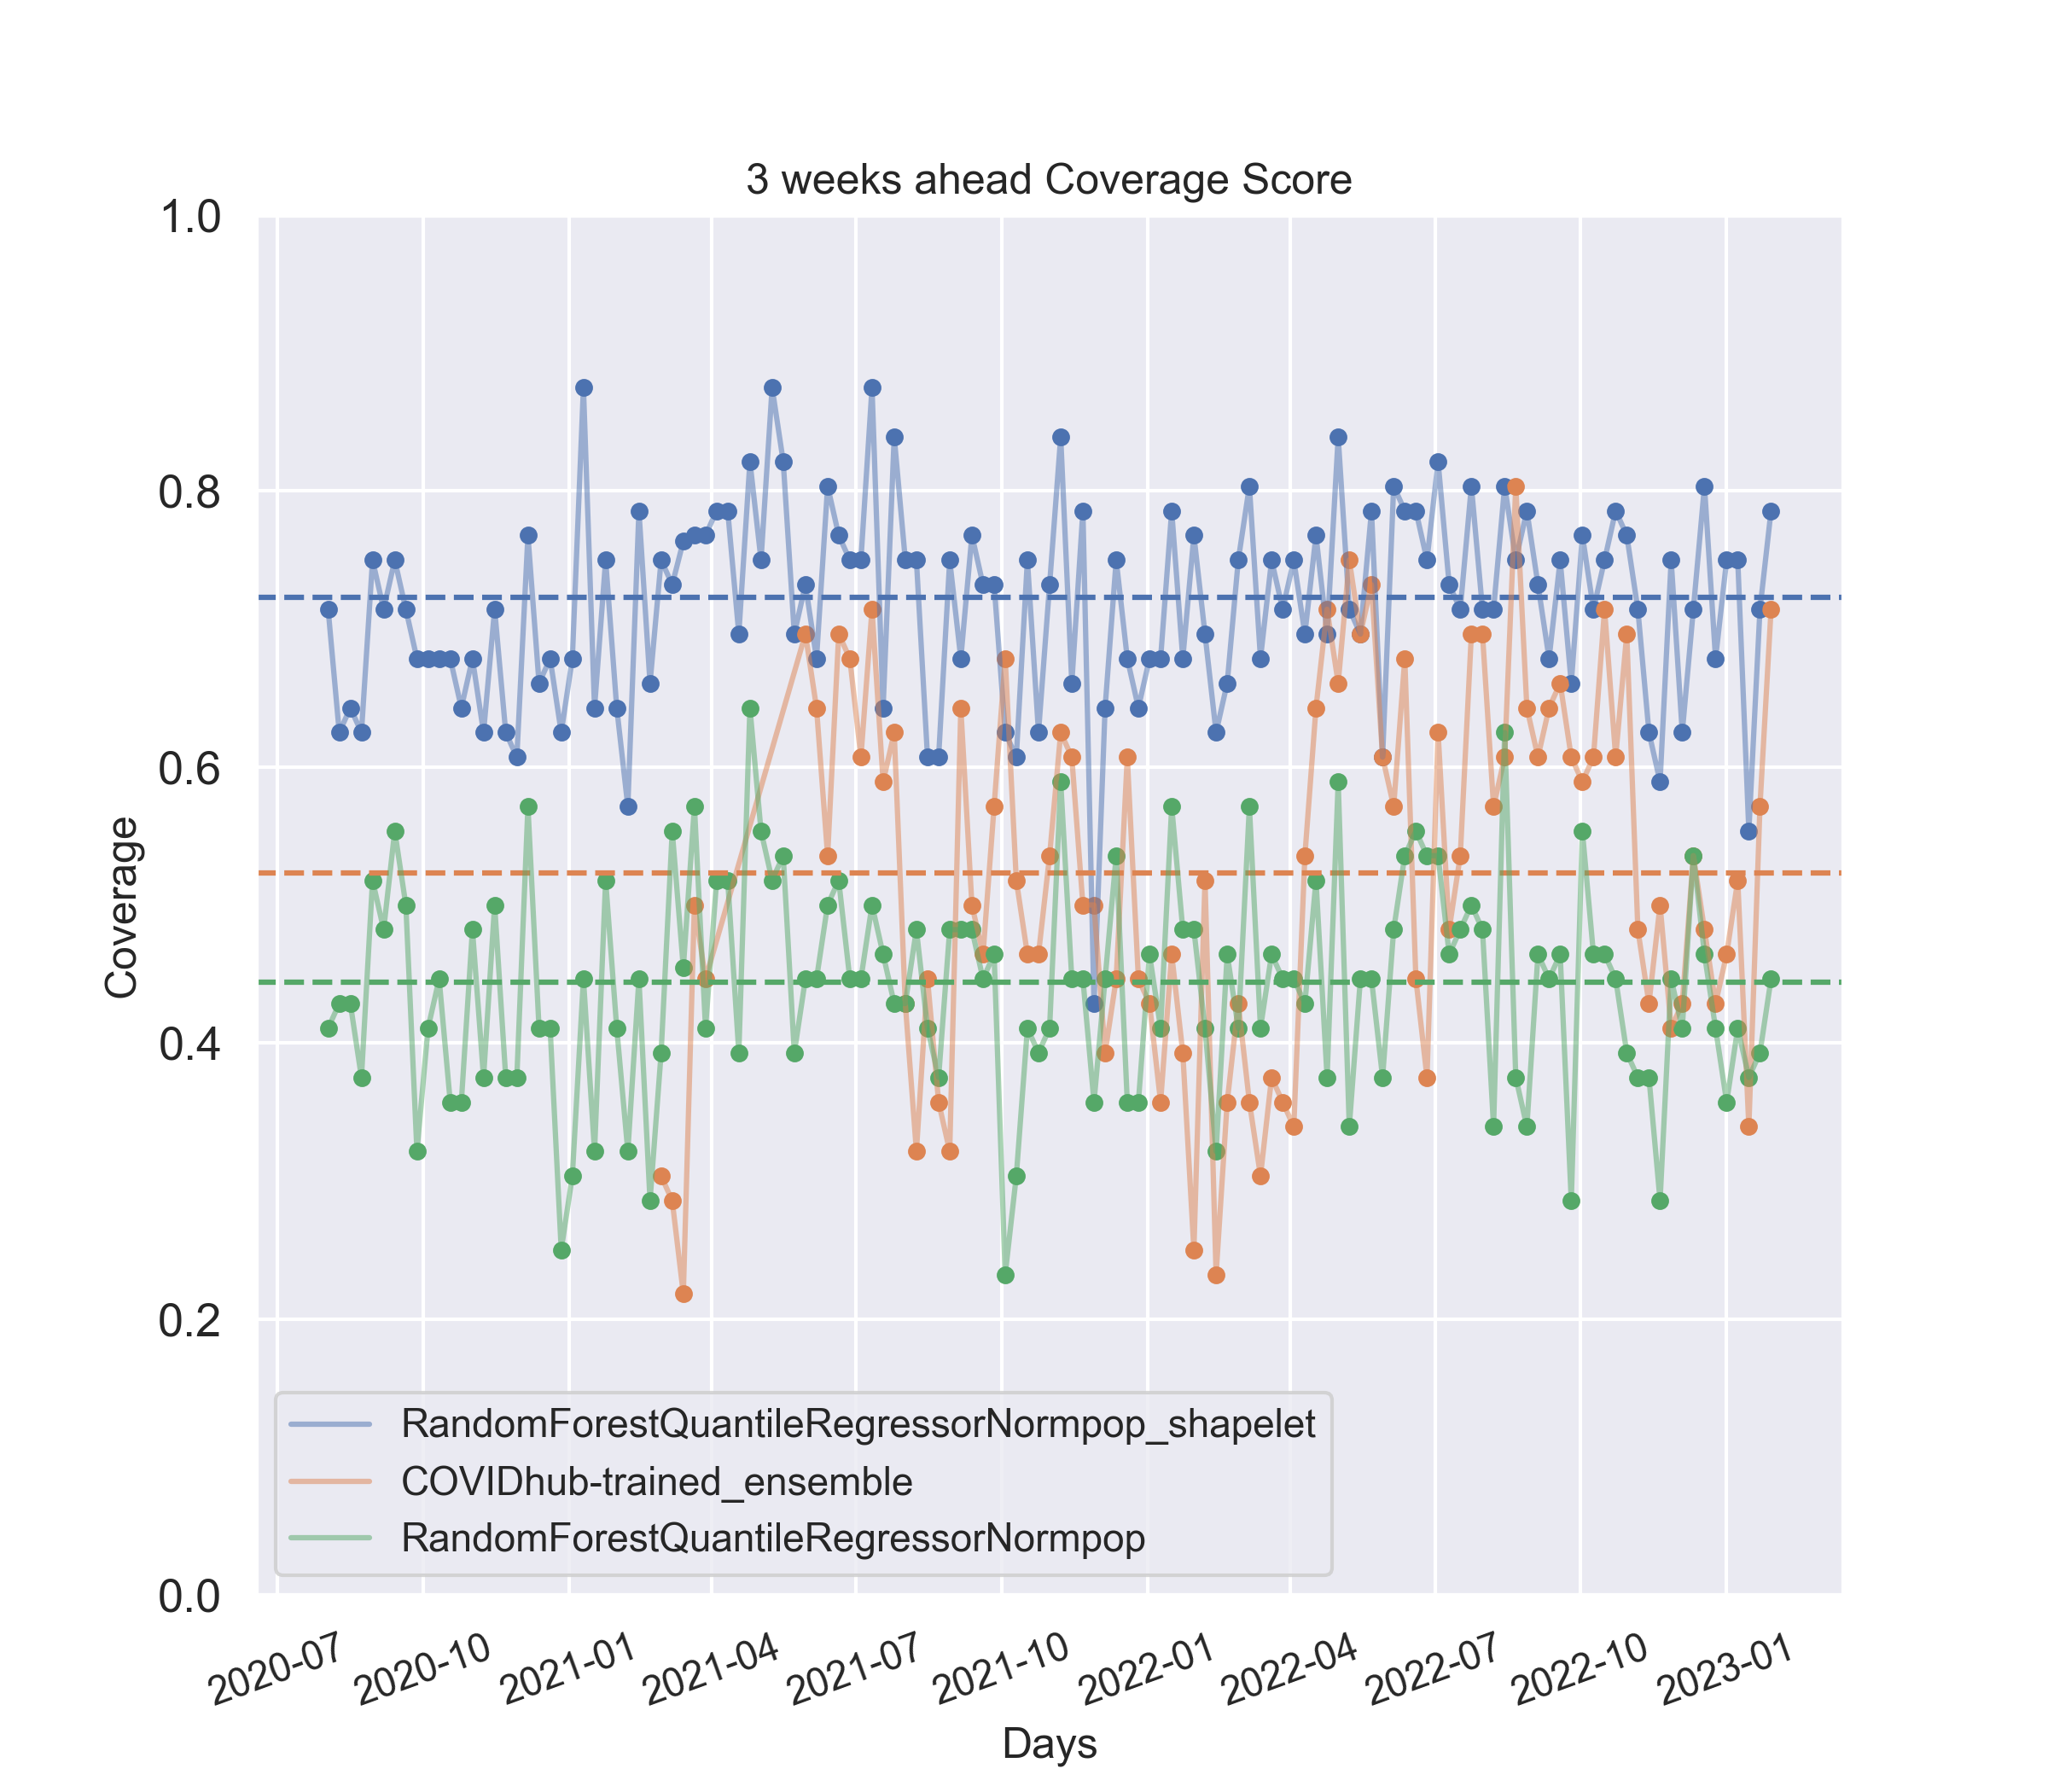 3 weeks ahead Coverage Score
1.0
0.8
0.6
0.4
0.2
0.0
Coverage
RandomForestQuantileRegressorNormpop_shapelet
COVIDhub-trained_ensemble
RandomForestQuantileRegressorNormpop
2020-07 2020-10 2021-01 2021-04 2021-07 2021-10 2022-01 2022-04 2022-07 2022-10 2023-01
Days